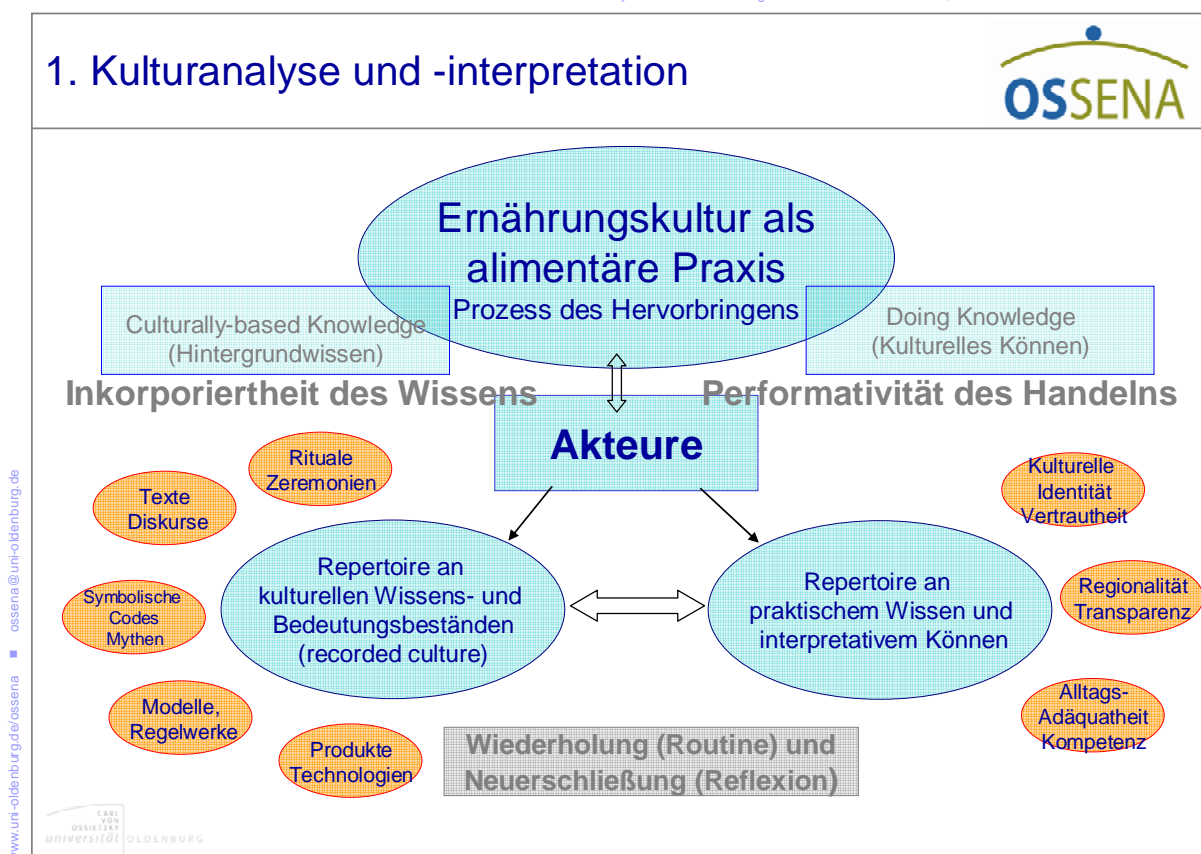 1. Kulturanalyse und -interpretation
OSSENA
Ernährungskultur als
alimentäre Praxis
Prozess des Hervorbringens
Culturally-based Knowledge
(Hintergrundwissen)
Doing Knowledge
(Kulturelles Können)
Inkorporiertheit des Wissens
Performativität des Handelns
Akteure
Rituale
Zeremonien
Texte
Diskurse
Symbolische
Codes
Mythen
Modelle,
Regelwerke
Produkte
Technologien
Repertoire an
kulturellen Wissens- und
Bedeutungsbeständen
(recorded culture)
Repertoire an
praktischem Wissen und
interpretativem Können
Kulturelle
Identität
Vertrautheit
Regionalität
Transparenz
Alltags-
Adäquatheit
Kompetenz
Wiederholung (Routine) und
Neuerschließung (Reflexion)
www.uni-oldenburg.de/ossena ■ ossena@uni-oldenburg.de
CARL
VON
OSSIETZKY
universität OLDENBURG